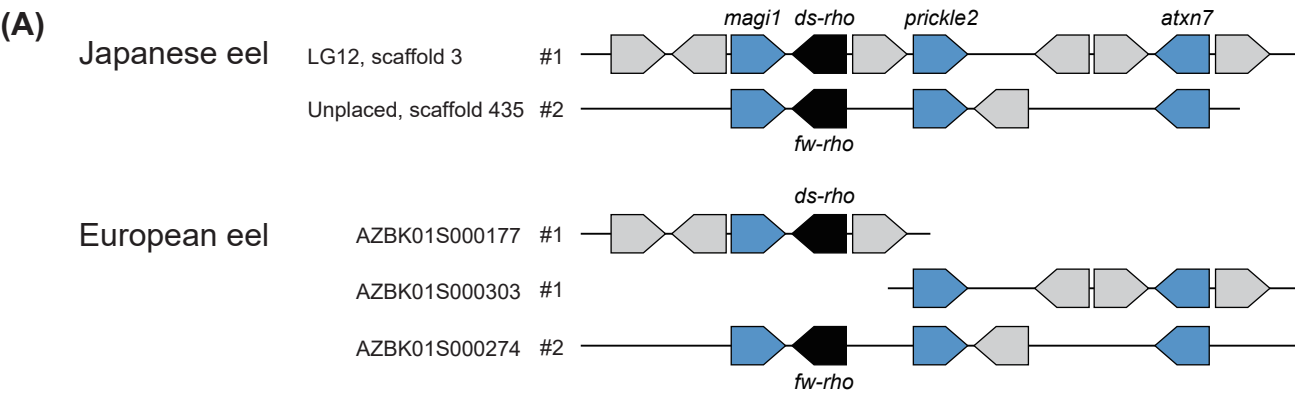 (A)
magi1 ds-rho prickle2 atxn7
Japanese eel LG12, scaffold 3 #1
Unplaced, scaffold 435 #2
fw-rho
ds-rho
European eel AZBK01S000177 #1
AZBK01S000303 #1
AZBK01S000274 #2
fw-rho